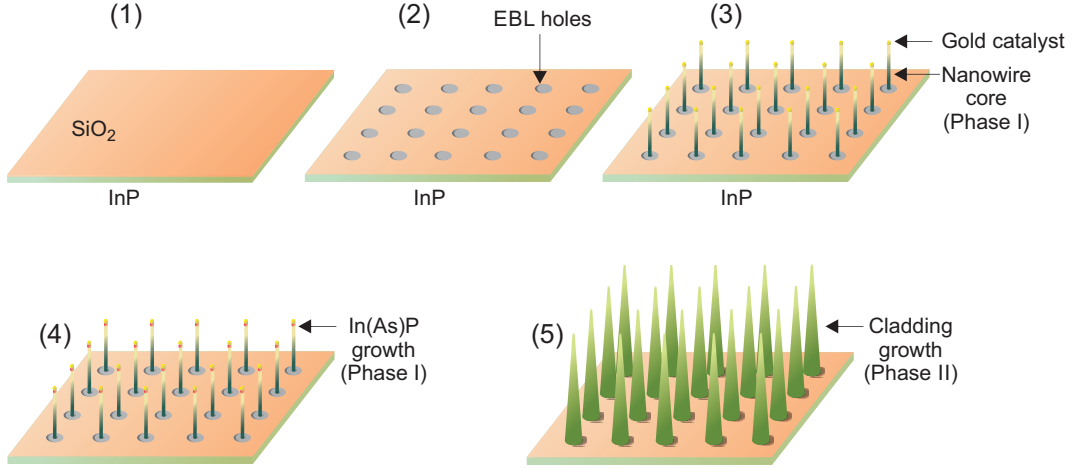 (1)
SiO2
InP
(2)
EBL holes
InP
(3)
Gold catalyst
Nanowire
core
(Phase I)
InP
(4)
In(As)P
growth
(Phase I)
(5)
Cladding
growth
(Phase II)